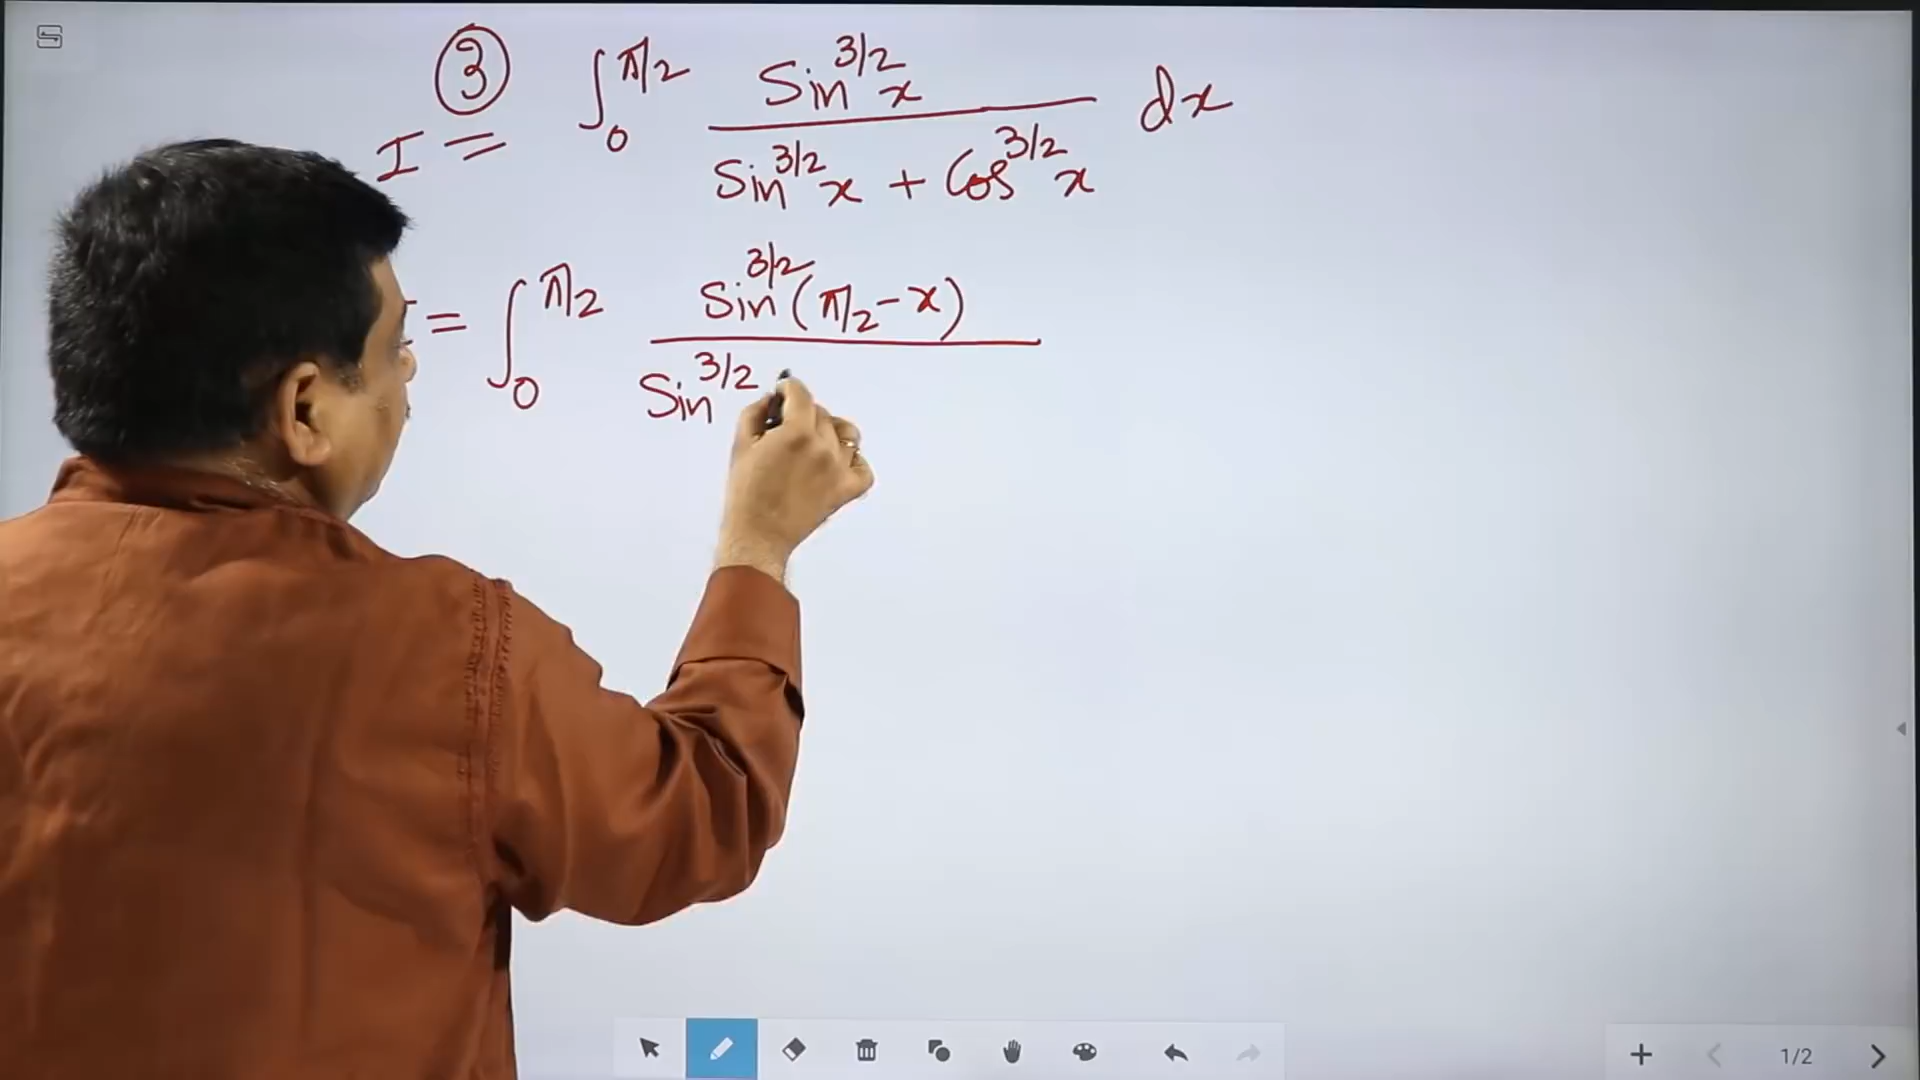 ③
I = ∫₀^π/2 Sin^3/2 x / Sin^3/2 x + Cos^3/2 x dx
= ∫₀^π/2 Sin^3/2 (π/2 - x)
Sin^3/2
1/2